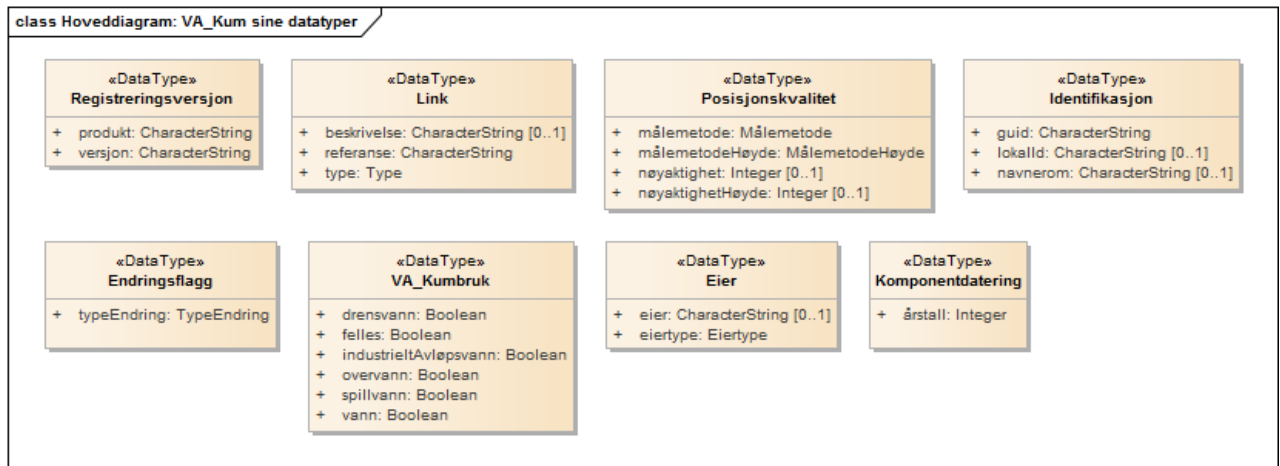 class Hoveddiagram: VA_Kum sine datatyper
«DataType»
Registreringsversjon
+ produkt: CharacterString
+ versjon: CharacterString
«DataType»
Link
+ beskrivelse: CharacterString [0..1]
+ referanse: CharacterString
+ type: Type
«DataType»
Posisjonskvalitet
+ målemetode: Målemetode
+ målemetodeHøyde: MålemetodeHøyde
+ nøyaktighet: Integer [0..1]
+ nøyaktighetHøyde: Integer [0..1]
«DataType»
Identifikasjon
+ guid: CharacterString
+ lokalId: CharacterString [0..1]
+ navnerom: CharacterString [0..1]
«DataType»
Endringsflagg
+ typeEndring: TypeEndring
«DataType»
VA_Kumbruk
+ drensvann: Boolean
+ felles: Boolean
+ industrieltAvløpsvann: Boolean
+ overvann: Boolean
+ spillvann: Boolean
+ vann: Boolean
«DataType»
Eier
+ eier: CharacterString [0..1]
+ eiertype: Eiertype
«DataType»
Komponentdatering
+ årstall: Integer